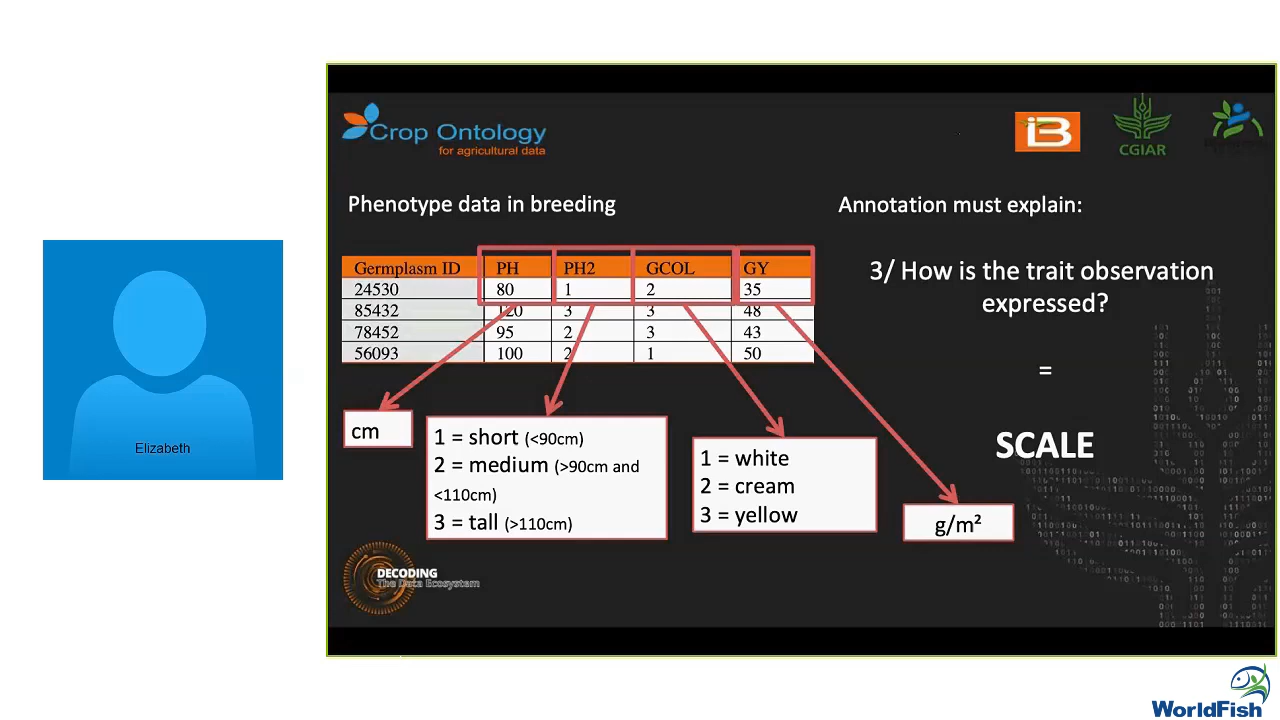 Crop Ontology
for agricultural data
iB
CGIAR
Phenotype data in breeding
Annotation must explain:
Germplasm ID PH PH2 GCOL GY
24530 80 1 2 35
85432 120 3 3 48
78452 95 2 3 43
56093 100 2 1 50
3/ How is the trait observation
expressed?
=
SCALE
cm
1 = short (<90cm)
2 = medium (>90cm and
<110cm)
3 = tall (>110cm)
1 = white
2 = cream
3 = yellow
g/m²
Elizabeth
DECODING
The Data Ecosystem
WorldFish